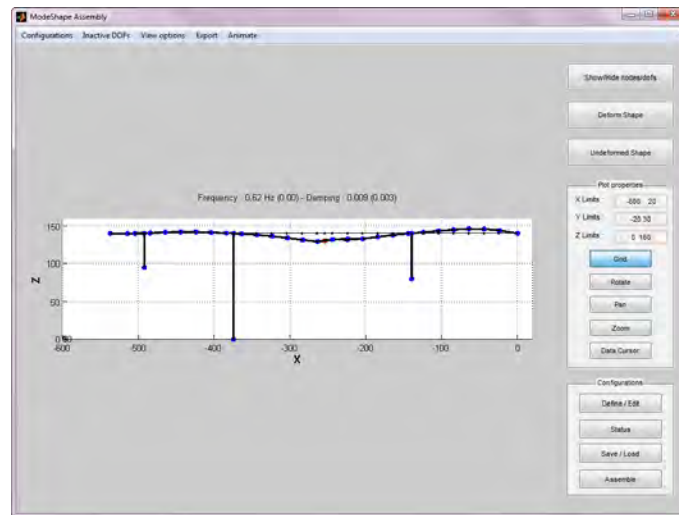 ModeShape Assembly
Configurations Inactive DOFs View options Export Animate
Show/Hide nodes/dofs
Deform Shape
Undeformed Shape
Frequency : 0.62 Hz (0.00) - Damping : 0.009 (0.003)
Plot properties
X Limits -600 20
Y Limits -20 30
Z Limits 0 160
Grid
Rotate
Pan
Zoom
Data Cursor
150
100
50
Z
-600 -500 -400 -300 -200 -100 0
X
Configurations
Define / Edit
Status
Save / Load
Assemble